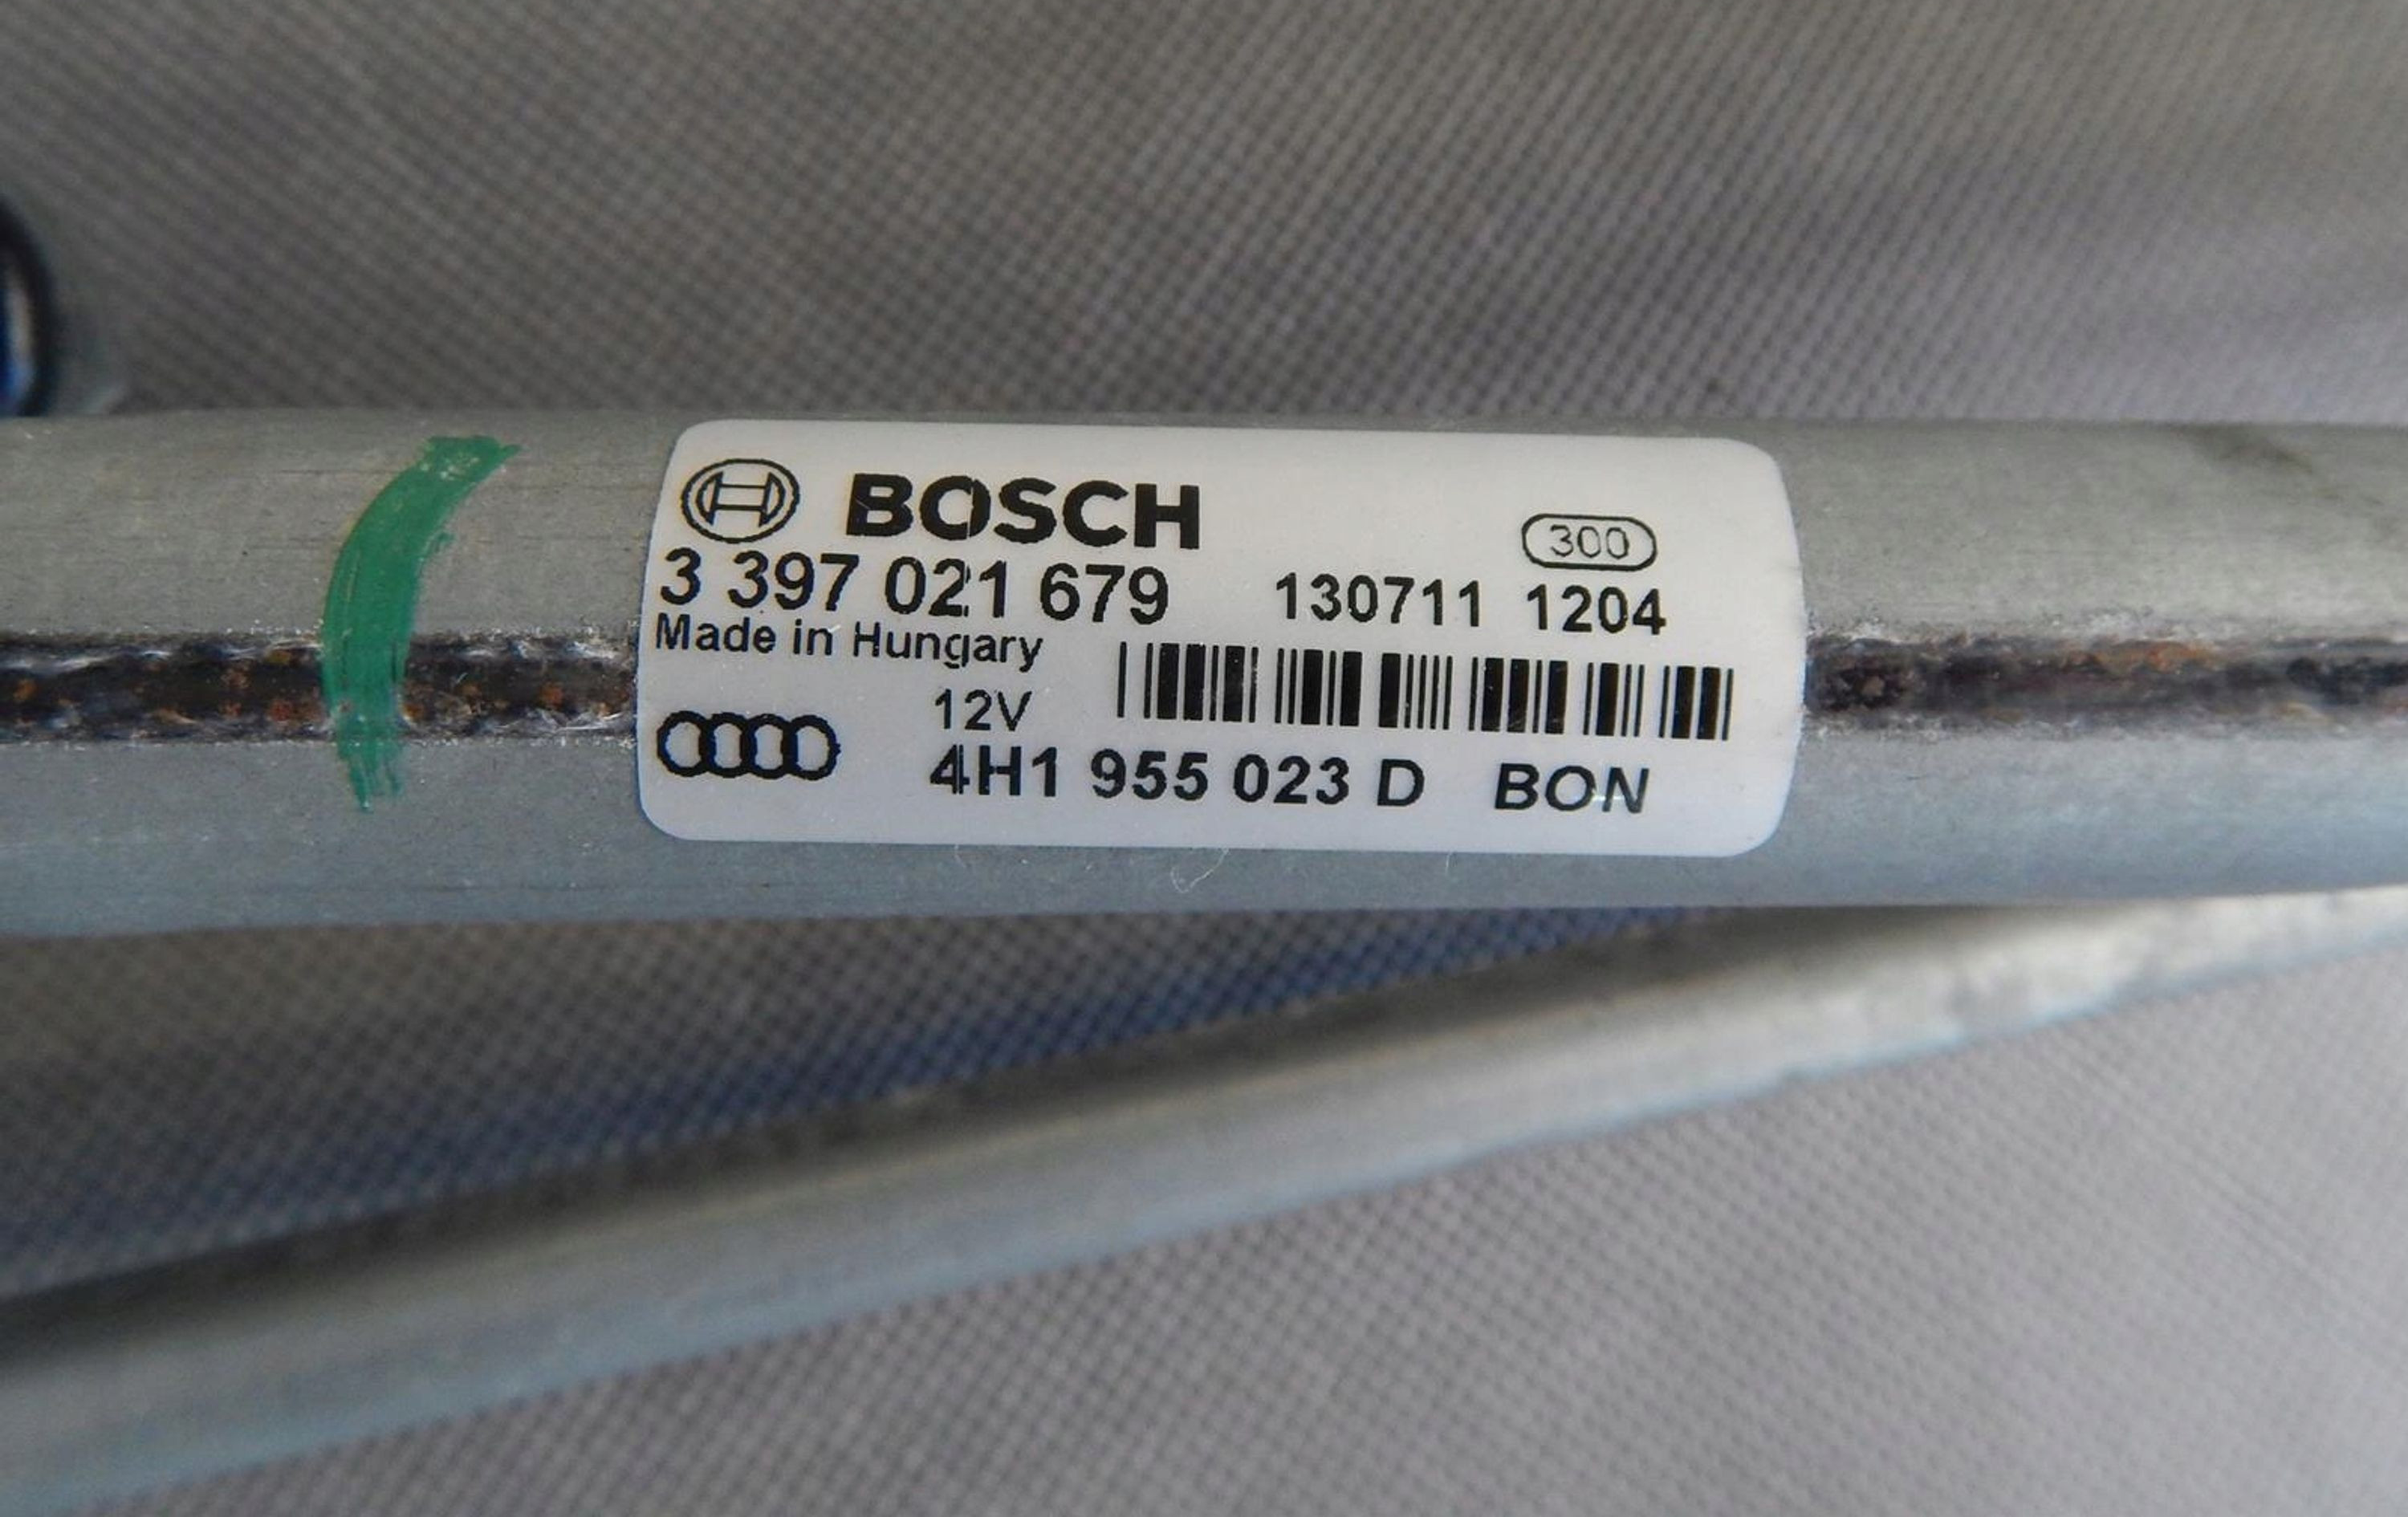 BOSCH
300
3 397 021 679 130711 1204
Made in Hungary
12V
4H1 955 023 D BON